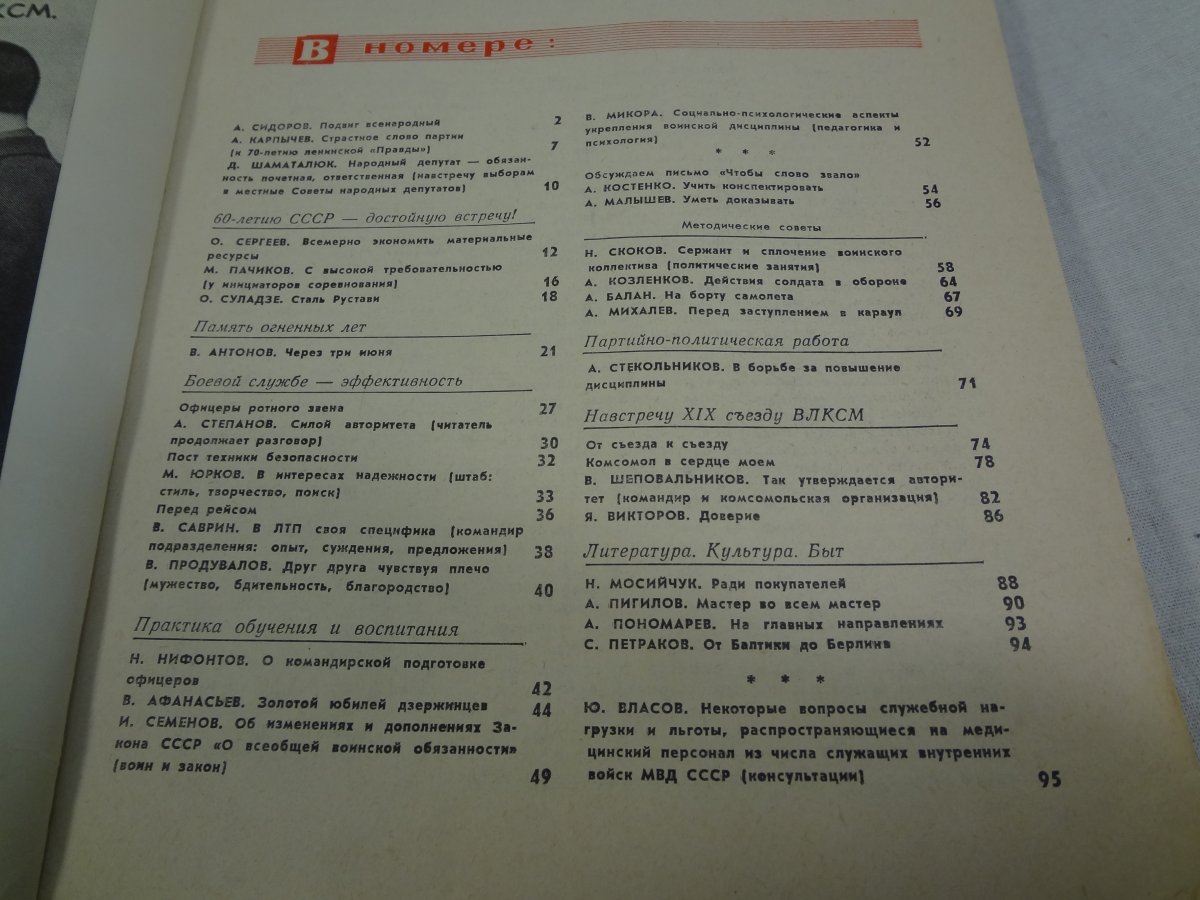 КСМ.
В номере:
А. СИДОРОВ. Подвиг всенародный 2
А. КАРПЫЧЕВ. Страстное слово партии
(к 70-летию ленинской «Правды») 7
Д. ШАМАТАЛЮК. Народный депутат — обязан-
ность почетная, ответственная (навстречу выборам
в местные Советы народных депутатов) 10
60-летию СССР — достойную встречу!
О. СЕРГЕЕВ. Всемерно экономить материальные
ресурсы 12
М. ПАЧИКОВ. С высокой требовательностью
(у инициаторов соревнования) 16
О. СУЛАДЗЕ. Сталь Рустави 18
Память огненных лет
В. АНТОНОВ. Через три июня 21
Боевой службе — эффективность
Офицеры ротного звена 27
А. СТЕПАНОВ. Силой авторитета (читатель
продолжает разговор) 30
Пост техники безопасности 32
М. ЮРКОВ. В интересах надежности (штаб:
стиль, творчество, поиск) 33
Перед рейсом 36
В. САВРИН. В ЛТП своя специфика (командир
подразделения: опыт, суждения, предложения) 38
В. ПРОДУВАЛОВ. Друг друга чувствуя плечо
(мужество, бдительность, благородство) 40
Практика обучения и воспитания
Н. НИФОНТОВ. О командирской подготовке
офицеров 42
В. АФАНАСЬЕВ. Золотой юбилей дзержинцев 44
И. СЕМЕНОВ. Об изменениях и дополнениях За-
кона СССР «О всеобщей воинской обязанности»
(воин и закон) 49
В. МИКОРА. Социально-психологические аспекты
укрепления воинской дисциплины (педагогика и
психология) 52
* * *
Обсуждаем письмо «Чтобы слово звало»
А. КОСТЕНКО. Учить конспектировать 54
А. МАЛЫШЕВ. Уметь доказывать 56
Методические советы
Н. СКОКОВ. Сержант и сплочение воинского
коллектива (политические занятия) 58
А. КОЗЛЕНКОВ. Действия солдата в обороне 64
А. БАЛАН. На борту самолета 67
А. МИХАЛЕВ. Перед заступлением в караул 69
Партийно-политическая работа
А. СТЕКОЛЬНИКОВ. В борьбе за повышение
дисциплины 71
Навстречу XIX съезду ВЛКСМ
От съезда к съезду 74
Комсомол в сердце моем 78
В. ШЕПОВАЛЬНИКОВ. Так утверждается автори-
тет (командир и комсомольская организация) 82
Я. ВИКТОРОВ. Доверие 86
Литература. Культура. Быт
Н. МОСИЙЧУК. Ради покупателей 88
А. ПИГИЛОВ. Мастер во всем мастер 90
А. ПОНОМАРЕВ. На главных направлениях 93
С. ПЕТРАКОВ. От Балтики до Берлина 94
* * *
Ю. ВЛАСОВ. Некоторые вопросы служебной на-
грузки и льготы, распространяющиеся на меди-
цинский персонал из числа служащих внутренних
войск МВД СССР (консультации) 95